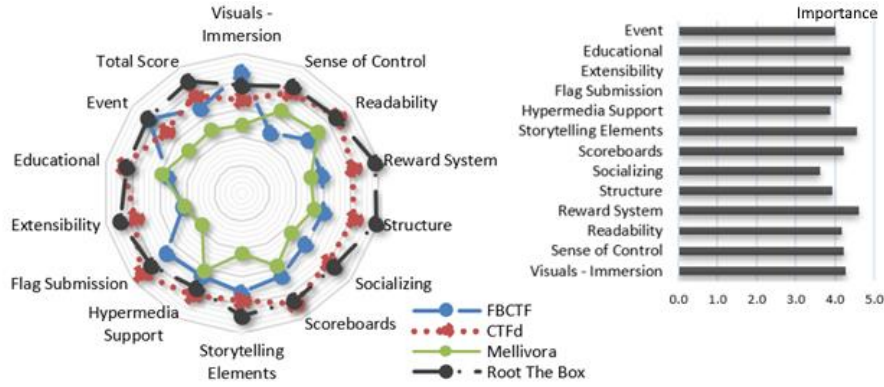 Visuals -
Immersion
Total Score
Sense of Control
Event
Readability
Educational
Reward System
Extensibility
Structure
Flag Submission
Socializing
Hypermedia
Support
Scoreboards
Storytelling
Elements
FBCTF
CTFd
Mellivora
Root The Box
Importance
Event
Educational
Extensibility
Flag Submission
Hypermedia Support
Storytelling Elements
Scoreboards
Socializing
Structure
Reward System
Readability
Sense of Control
Visuals - Immersion
0.0 1.0 2.0 3.0 4.0 5.0